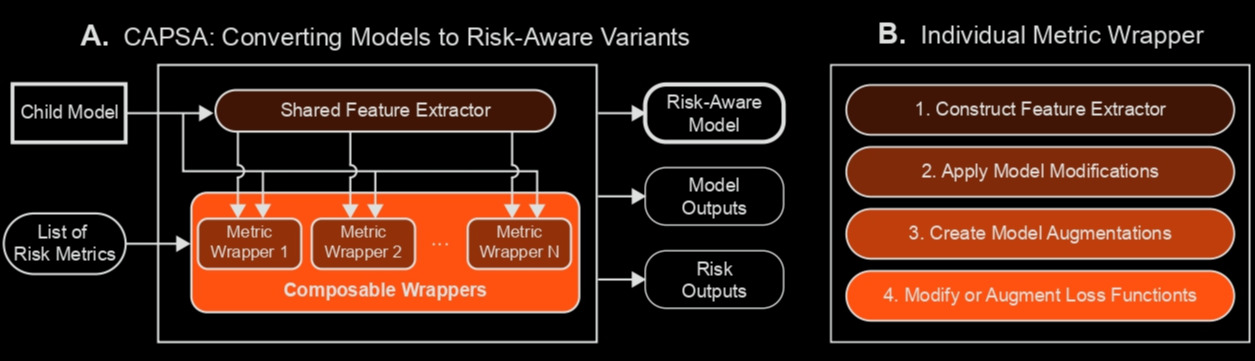 A. CAPSA: Converting Models to Risk-Aware Variants
Child Model
Shared Feature Extractor
List of
Risk Metrics
Metric
Wrapper 1
Metric
Wrapper 2
...
Metric
Wrapper N
Composable Wrappers
Risk-Aware
Model
Model
Outputs
Risk
Outputs
B. Individual Metric Wrapper
1. Construct Feature Extractor
2. Apply Model Modifications
3. Create Model Augmentations
4. Modify or Augment Loss Functionts